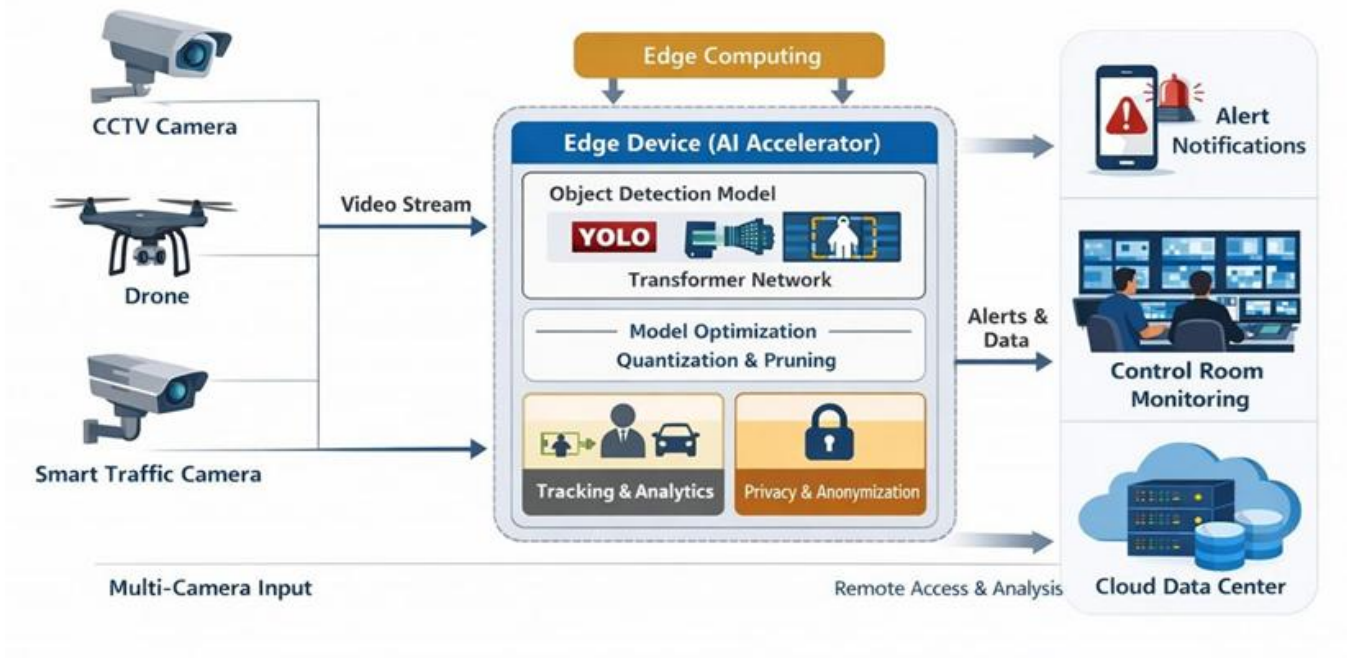 CCTV Camera
Drone
Smart Traffic Camera
Multi-Camera Input
Video Stream
Edge Computing
Edge Device (AI Accelerator)
Object Detection Model
YOLO
Transformer Network
Model Optimization
Quantization & Pruning
Tracking & Analytics
Privacy & Anonymization
Alerts &
Data
Remote Access & Analysis
Alert
Notifications
Control Room
Monitoring
Cloud Data Center